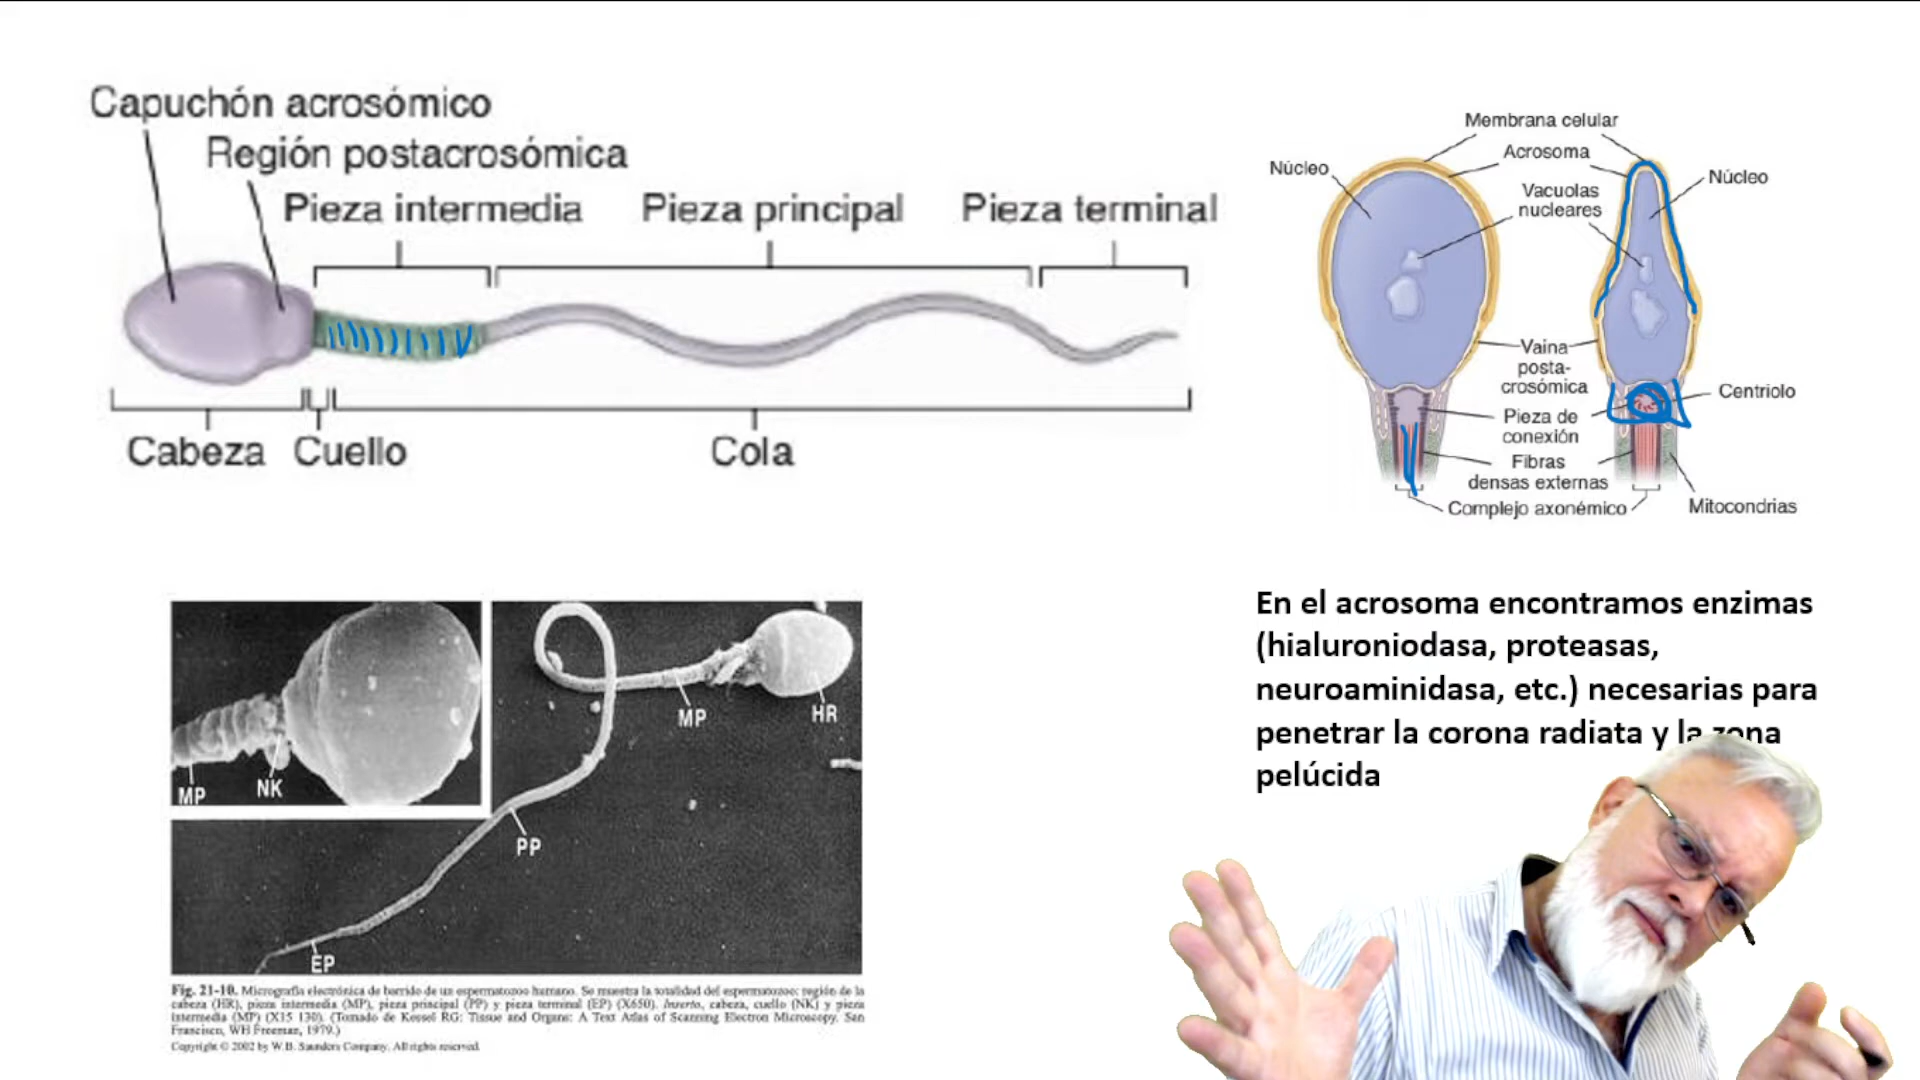 Capuchón acrosómico
Región postacrosómica
Pieza intermedia
Pieza principal
Pieza terminal
Cabeza
Cuello
Cola
Membrana celular
Acrosoma
Núcleo
Núcleo
Vacuolas
nucleares
Vaina
posta-
crosómica
Centriolo
Pieza de
conexión
Fibras
densas externas
Complejo axonémico
Mitocondrias
En el acrosoma encontramos enzimas
(hialuroniodasa, proteasas,
neuroaminidasa, etc.) necesarias para
penetrar la corona radiata y la zona
pelúcida
MP
NK
MP
HR
PP
EP
Fig. 21-10. Micrografía electrónica de barrido de un espermatozoo humano. Se muestra la totalidad del espermatozoo: región de la
cabeza (HR), pieza intermedia (MP), pieza principal (PP) y pieza terminal (EP) (X650). Inserto, cabeza, cuello (NK) y pieza
intermedia (MP) (X15 130). (Tomado de Kessel RG: Tissue and Organs: A Text Atlas of Scanning Electron Microscopy. San
Francisco, WH Freeman, 1979.)
Copyright © 2002 by W.B. Saunders Company. All rights reserved.